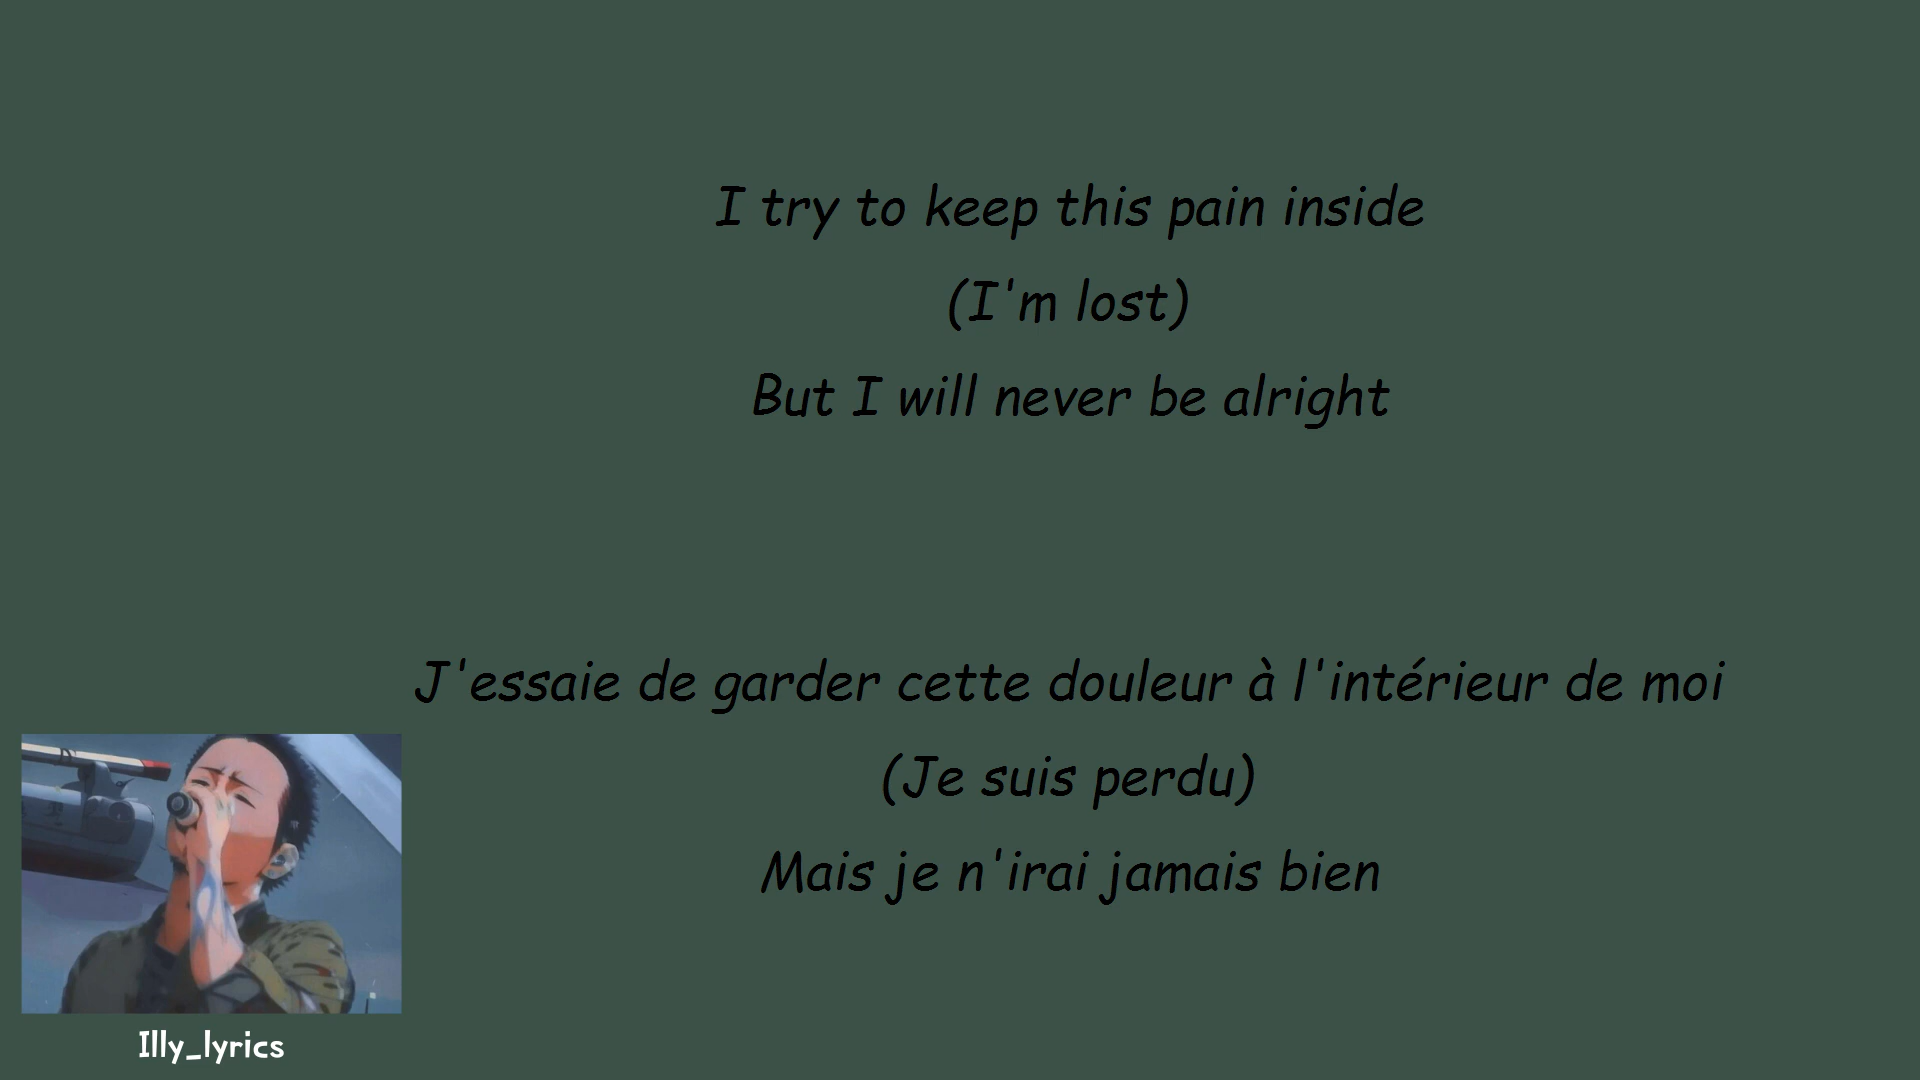 I try to keep this pain inside
(I'm lost)
But I will never be alright
J'essaie de garder cette douleur à l'intérieur de moi
(Je suis perdu)
Mais je n'irai jamais bien
Illy_lyrics